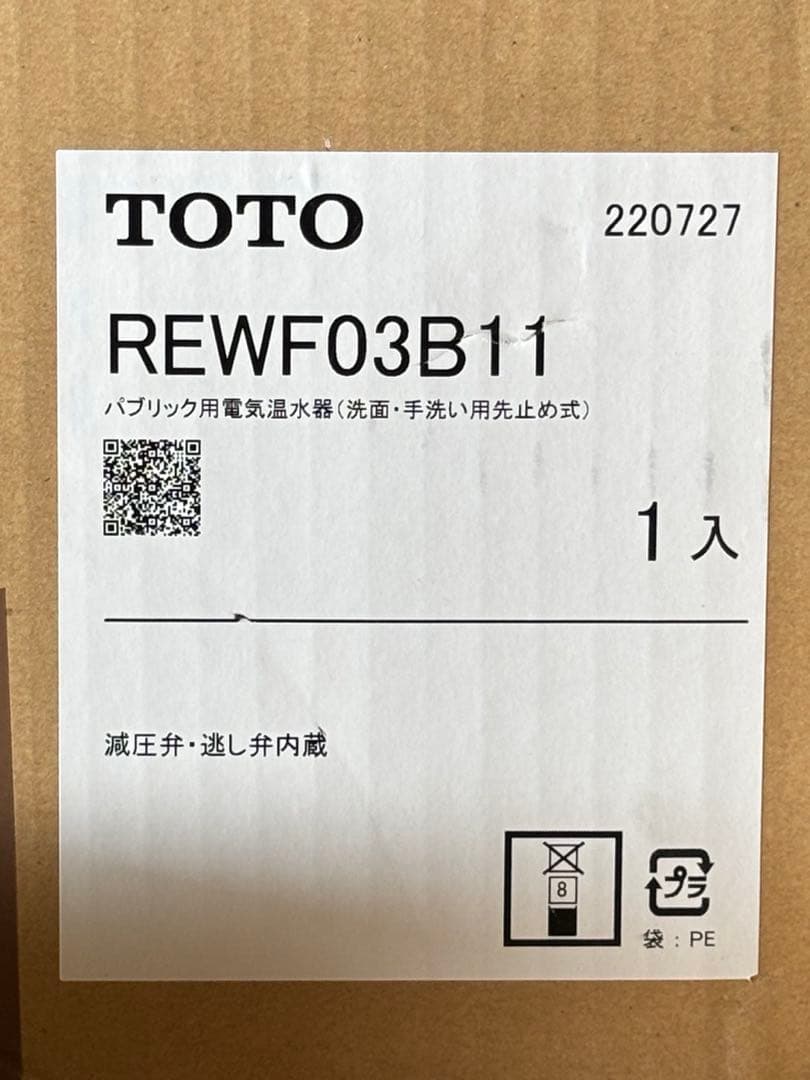 TOTO
220727
REWF03B11
パブリック用電気温水器(洗面・手洗い用先止め式)
1入
減圧弁・逃し弁内蔵
8
プラ
袋:PE